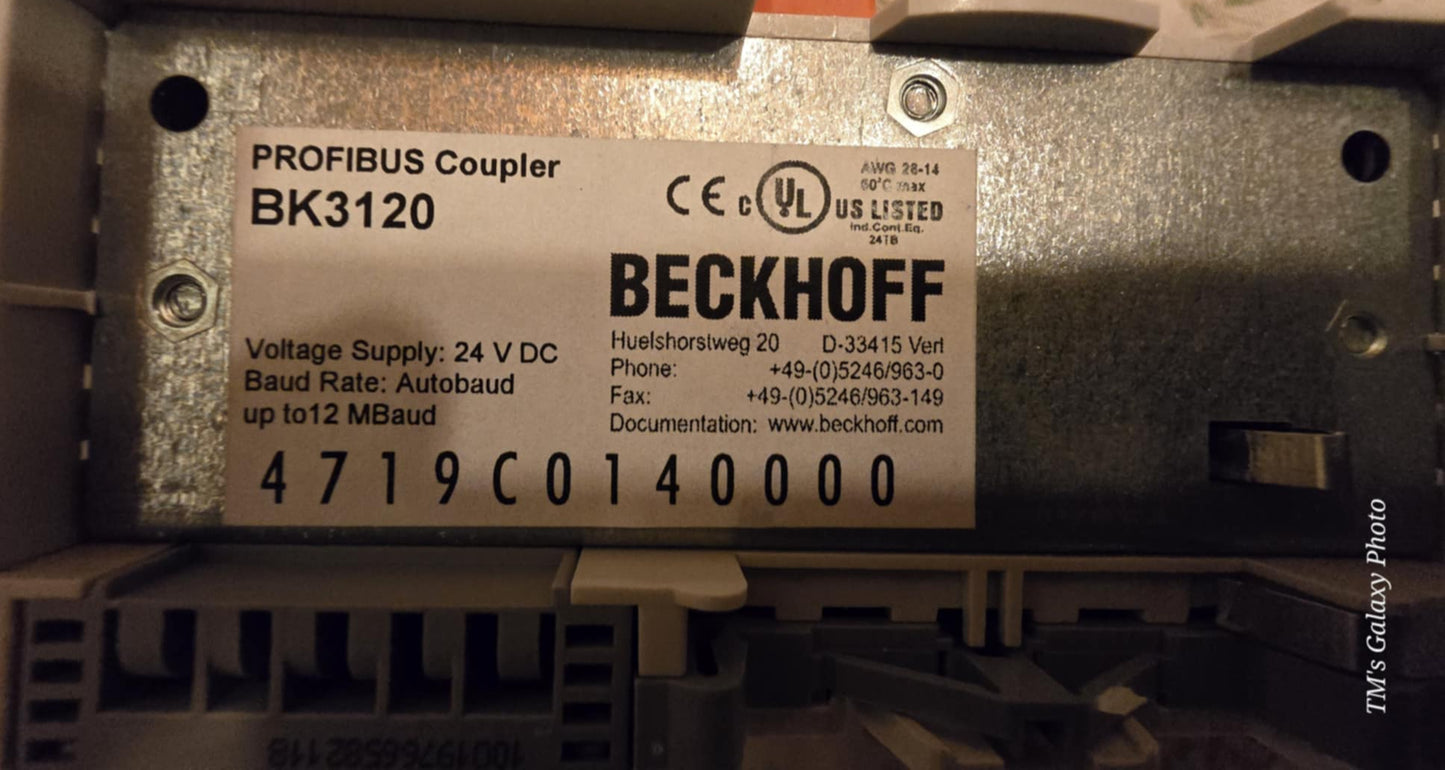 PROFIBUS Coupler
BK3120
CE c UL US LISTED
AWG 28-14
60°C max
Ind.Cont.Eq.
24TB
BECKHOFF
Huelshorstweg 20 D-33415 Verl
Phone: +49-(0)5246/963-0
Fax: +49-(0)5246/963-149
Documentation: www.beckhoff.com
Voltage Supply: 24 V DC
Baud Rate: Autobaud
up to12 MBaud
4719C0140000
TM's Galaxy Photo